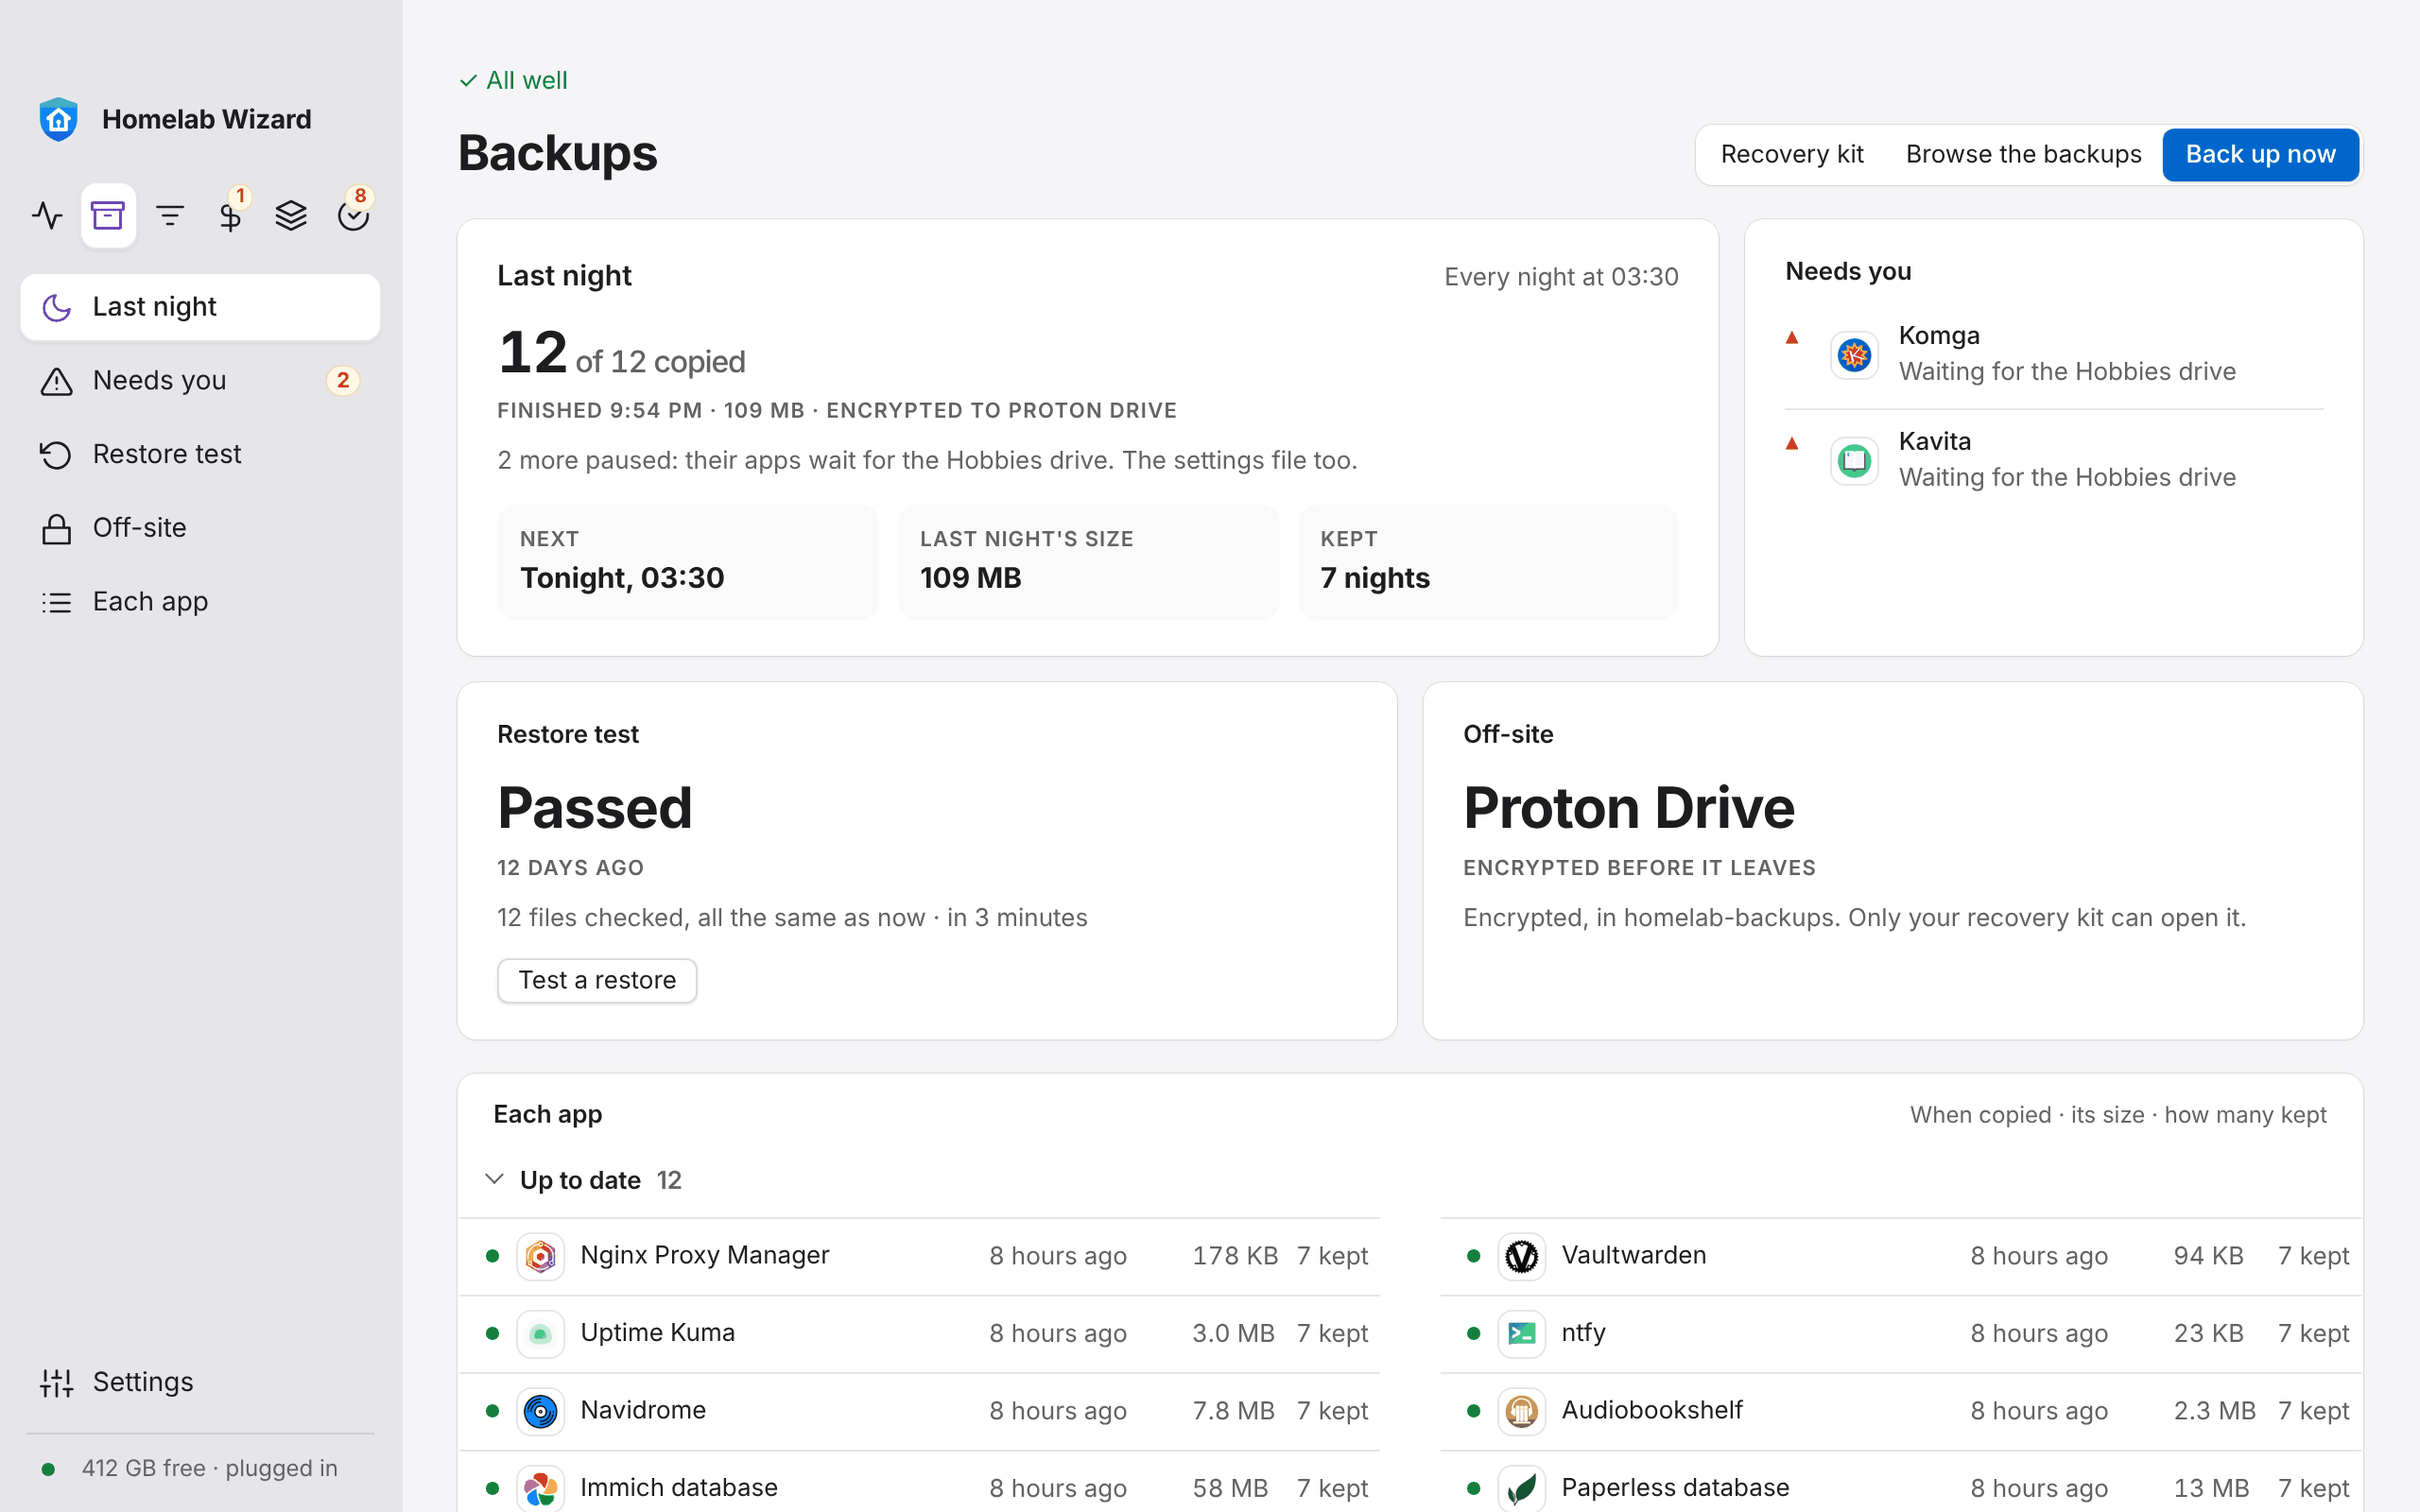 Homelab Wizard
1
8
Last night
Needs you 2
Restore test
Off-site
Each app
Settings
412 GB free · plugged in
All well
Backups
Recovery kit Browse the backups Back up now
Last night Every night at 03:30
12 of 12 copied
FINISHED 9:54 PM · 109 MB · ENCRYPTED TO PROTON DRIVE
2 more paused: their apps wait for the Hobbies drive. The settings file too.
NEXT
Tonight, 03:30
LAST NIGHT'S SIZE
109 MB
KEPT
7 nights
Needs you
Komga
Waiting for the Hobbies drive
Kavita
Waiting for the Hobbies drive
Restore test
Passed
12 DAYS AGO
12 files checked, all the same as now · in 3 minutes
Test a restore
Off-site
Proton Drive
ENCRYPTED BEFORE IT LEAVES
Encrypted, in homelab-backups. Only your recovery kit can open it.
Each app When copied · its size · how many kept
Up to date 12
Nginx Proxy Manager 8 hours ago 178 KB 7 kept
Vaultwarden 8 hours ago 94 KB 7 kept
Uptime Kuma 8 hours ago 3.0 MB 7 kept
ntfy 8 hours ago 23 KB 7 kept
Navidrome 8 hours ago 7.8 MB 7 kept
Audiobookshelf 8 hours ago 2.3 MB 7 kept
Immich database 8 hours ago 58 MB 7 kept
Paperless database 8 hours ago 13 MB 7 kept